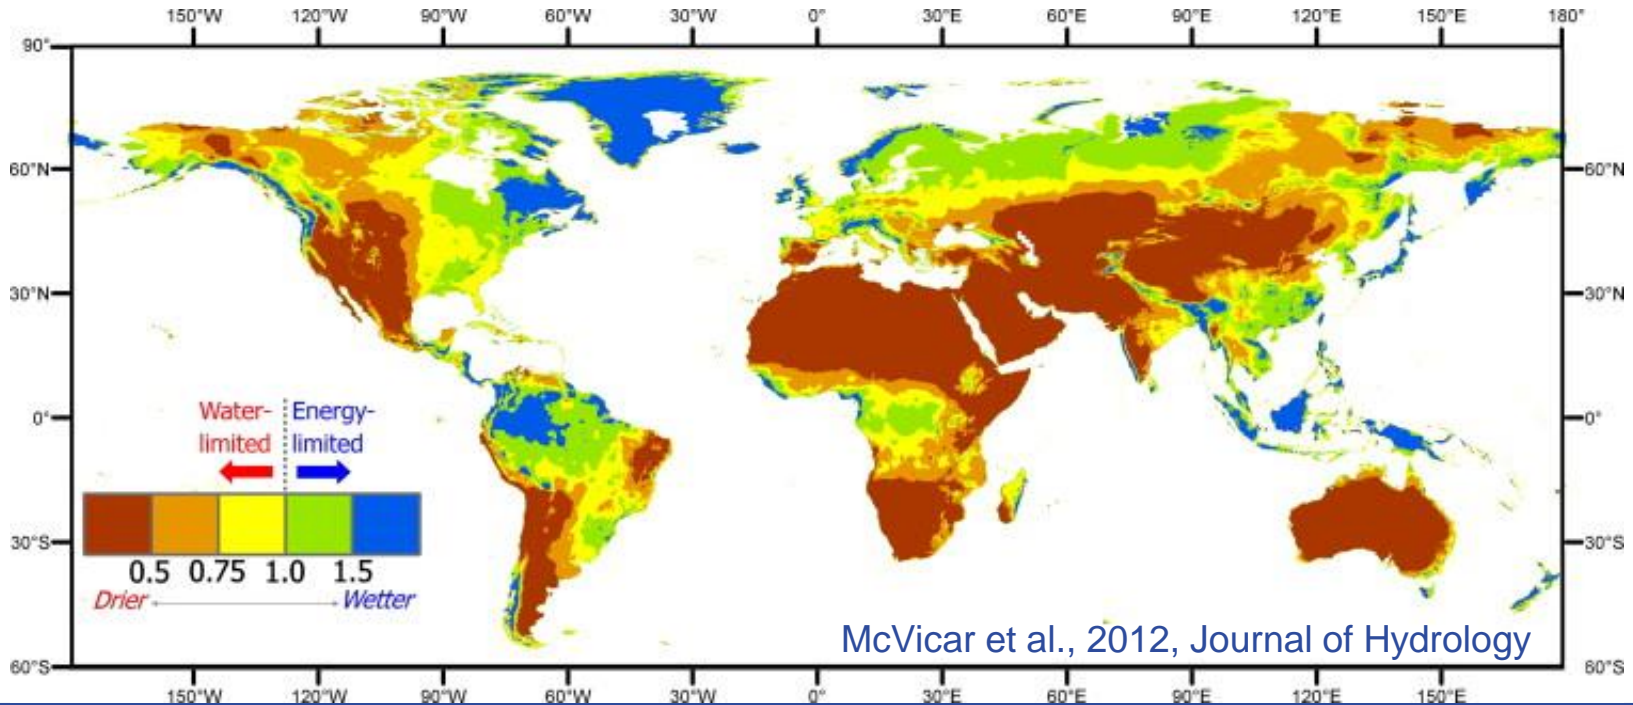 150°W 120°W 90°W 60°W 30°W 0° 30°E 60°E 90°E 120°E 150°E 180°
90°
60°N 60°N
30°N 30°N
0° 0°
30°S 30°S
60°S 60°S
Water- Energy-
limited limited
0.5 0.75 1.0 1.5
Drier Wetter
McVicar et al., 2012, Journal of Hydrology
150°W 120°W 90°W 60°W 30°W 0° 30°E 60°E 90°E 120°E 150°E